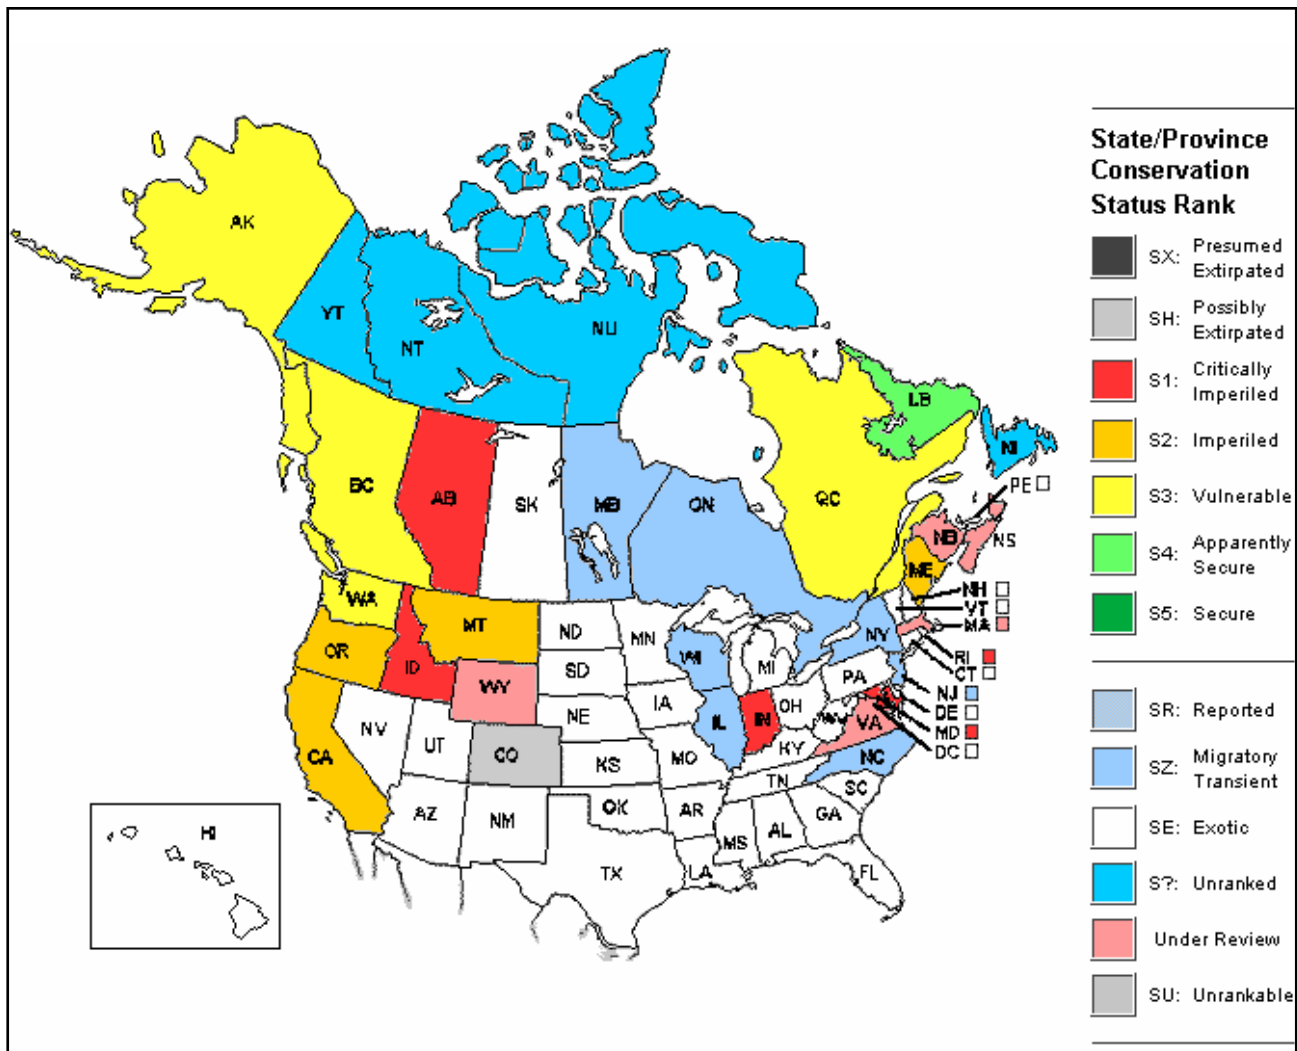 State/Province
Conservation
Status Rank
SX: Presumed
Extirpated
SH: Possibly
Extirpated
S1: Critically
Imperiled
S2: Imperiled
S3: Vulnerable
S4: Apparently
Secure
S5: Secure
SR: Reported
SZ: Migratory
Transient
SE: Exotic
S?: Unranked
Under Review
SU: Unrankable
AK
YT
NT
NU
LB
NI
BC
AB
SK
MB
ON
QC
PE
NB
NS
ME
NH
VT
MA
RI
CT
NJ
DE
MD
DC
WA
MT
ND
MN
OR
ID
WY
SD
WI
MI
NY
PA
NV
UT
CO
NE
IA
IL
IN
OH
WV
VA
CA
KS
MO
KY
NC
AZ
NM
OK
AR
TN
SC
TX
LA
MS
AL
GA
FL
HI